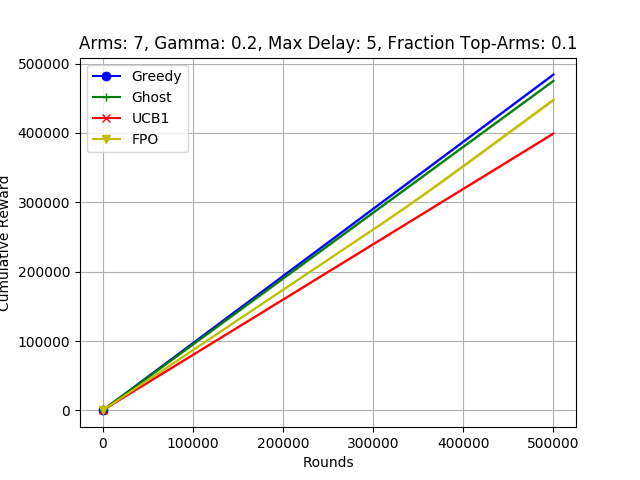 Arms: 7, Gamma: 0.2, Max Delay: 5, Fraction Top-Arms: 0.1
Greedy
Ghost
UCB1
FPO
500000
400000
300000
200000
100000
0
Cumulative Reward
0 100000 200000 300000 400000 500000
Rounds